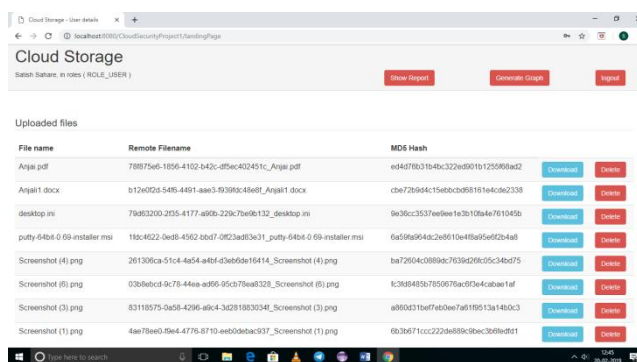 Cloud Storage - User details
localhost:8080/CloudSecurityProject1/landingPage
Cloud Storage
Satish Sahare, in roles ( ROLE_USER )
Show Report
Generate Graph
logout
Uploaded files
File name Remote Filename MD5 Hash
Anjai.pdf 78f875e6-1856-4102-b42c-df5ec402451c_Anjai.pdf ed4d76b31b4bc322ed901b1255f68ad2 Download Delete
Anjali1.docx b12e0f2d-54f6-4491-aae3-f939fdc48e8f_Anjali1.docx cbe72b9d4c15ebbcbd68161e4cde2338 Download Delete
desktop.ini 79d63200-2f35-4177-a90b-229c7be9b132_desktop.ini 9e36cc3537ee9ee1e3b10fa4e761045b Download Delete
putty-64bit-0.69-installer.msi 1fdc4622-0ed8-4562-bbd7-0ff23ad83e31_putty-64bit-0.69-installer.msi 6a59fa964dc2e8610e4f8a95e6f2b4a8 Download Delete
Screenshot (4).png 261306ca-51c4-4a54-a4bf-d3eb6de16414_Screenshot (4).png ba72604c0889dc7639d26fc05c34bd75 Download Delete
Screenshot (6).png 03b8ebcd-9c78-44ea-ad66-95cb78ea8328_Screenshot (6).png fc3fd8485b7850676ac6f3e4cabae1af Download Delete
Screenshot (3).png 83118575-0a58-4296-a9c4-3d281883034f_Screenshot (3).png a860d31bef7eb0ee7a61f9513a14b0c3 Download Delete
Screenshot (1).png 4ae78ee0-f9e4-4776-8710-eeb0debac937_Screenshot (1).png 6b3b671ccc222de889c9bec3b6fedfd1 Download Delete
Type here to search
12:45
20-02-2019